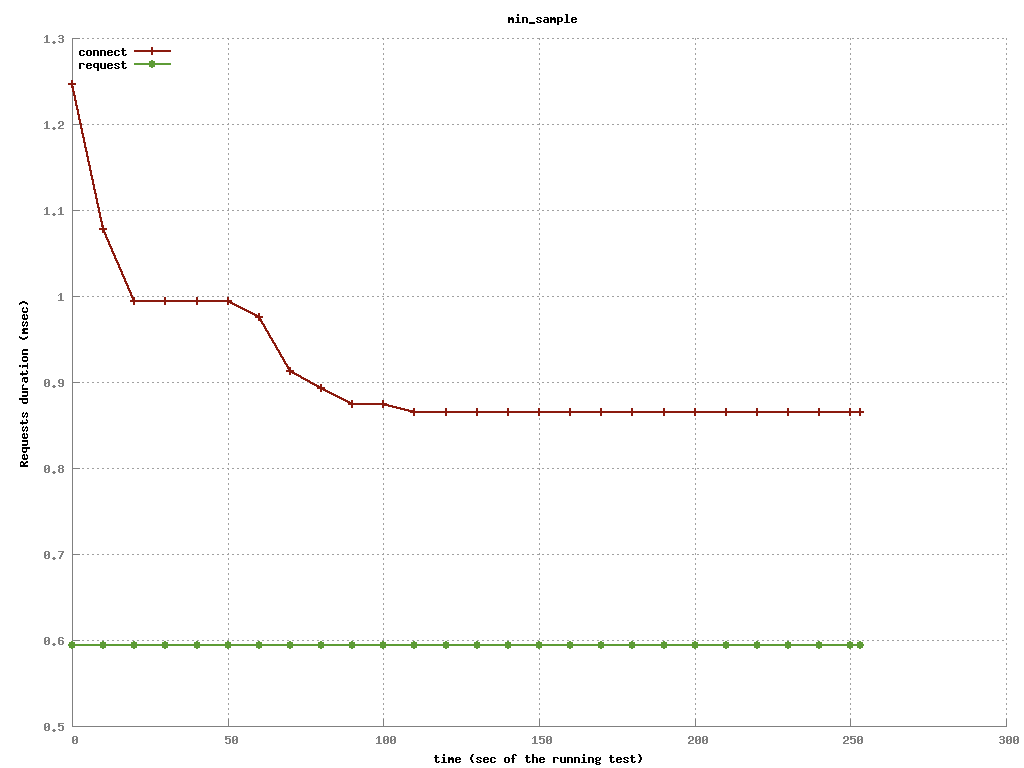 min_sample
connect
request
1.3
1.2
1.1
1
0.9
0.8
0.7
0.6
0.5
Requests duration (msec)
0 50 100 150 200 250 300
time (sec of the running test)